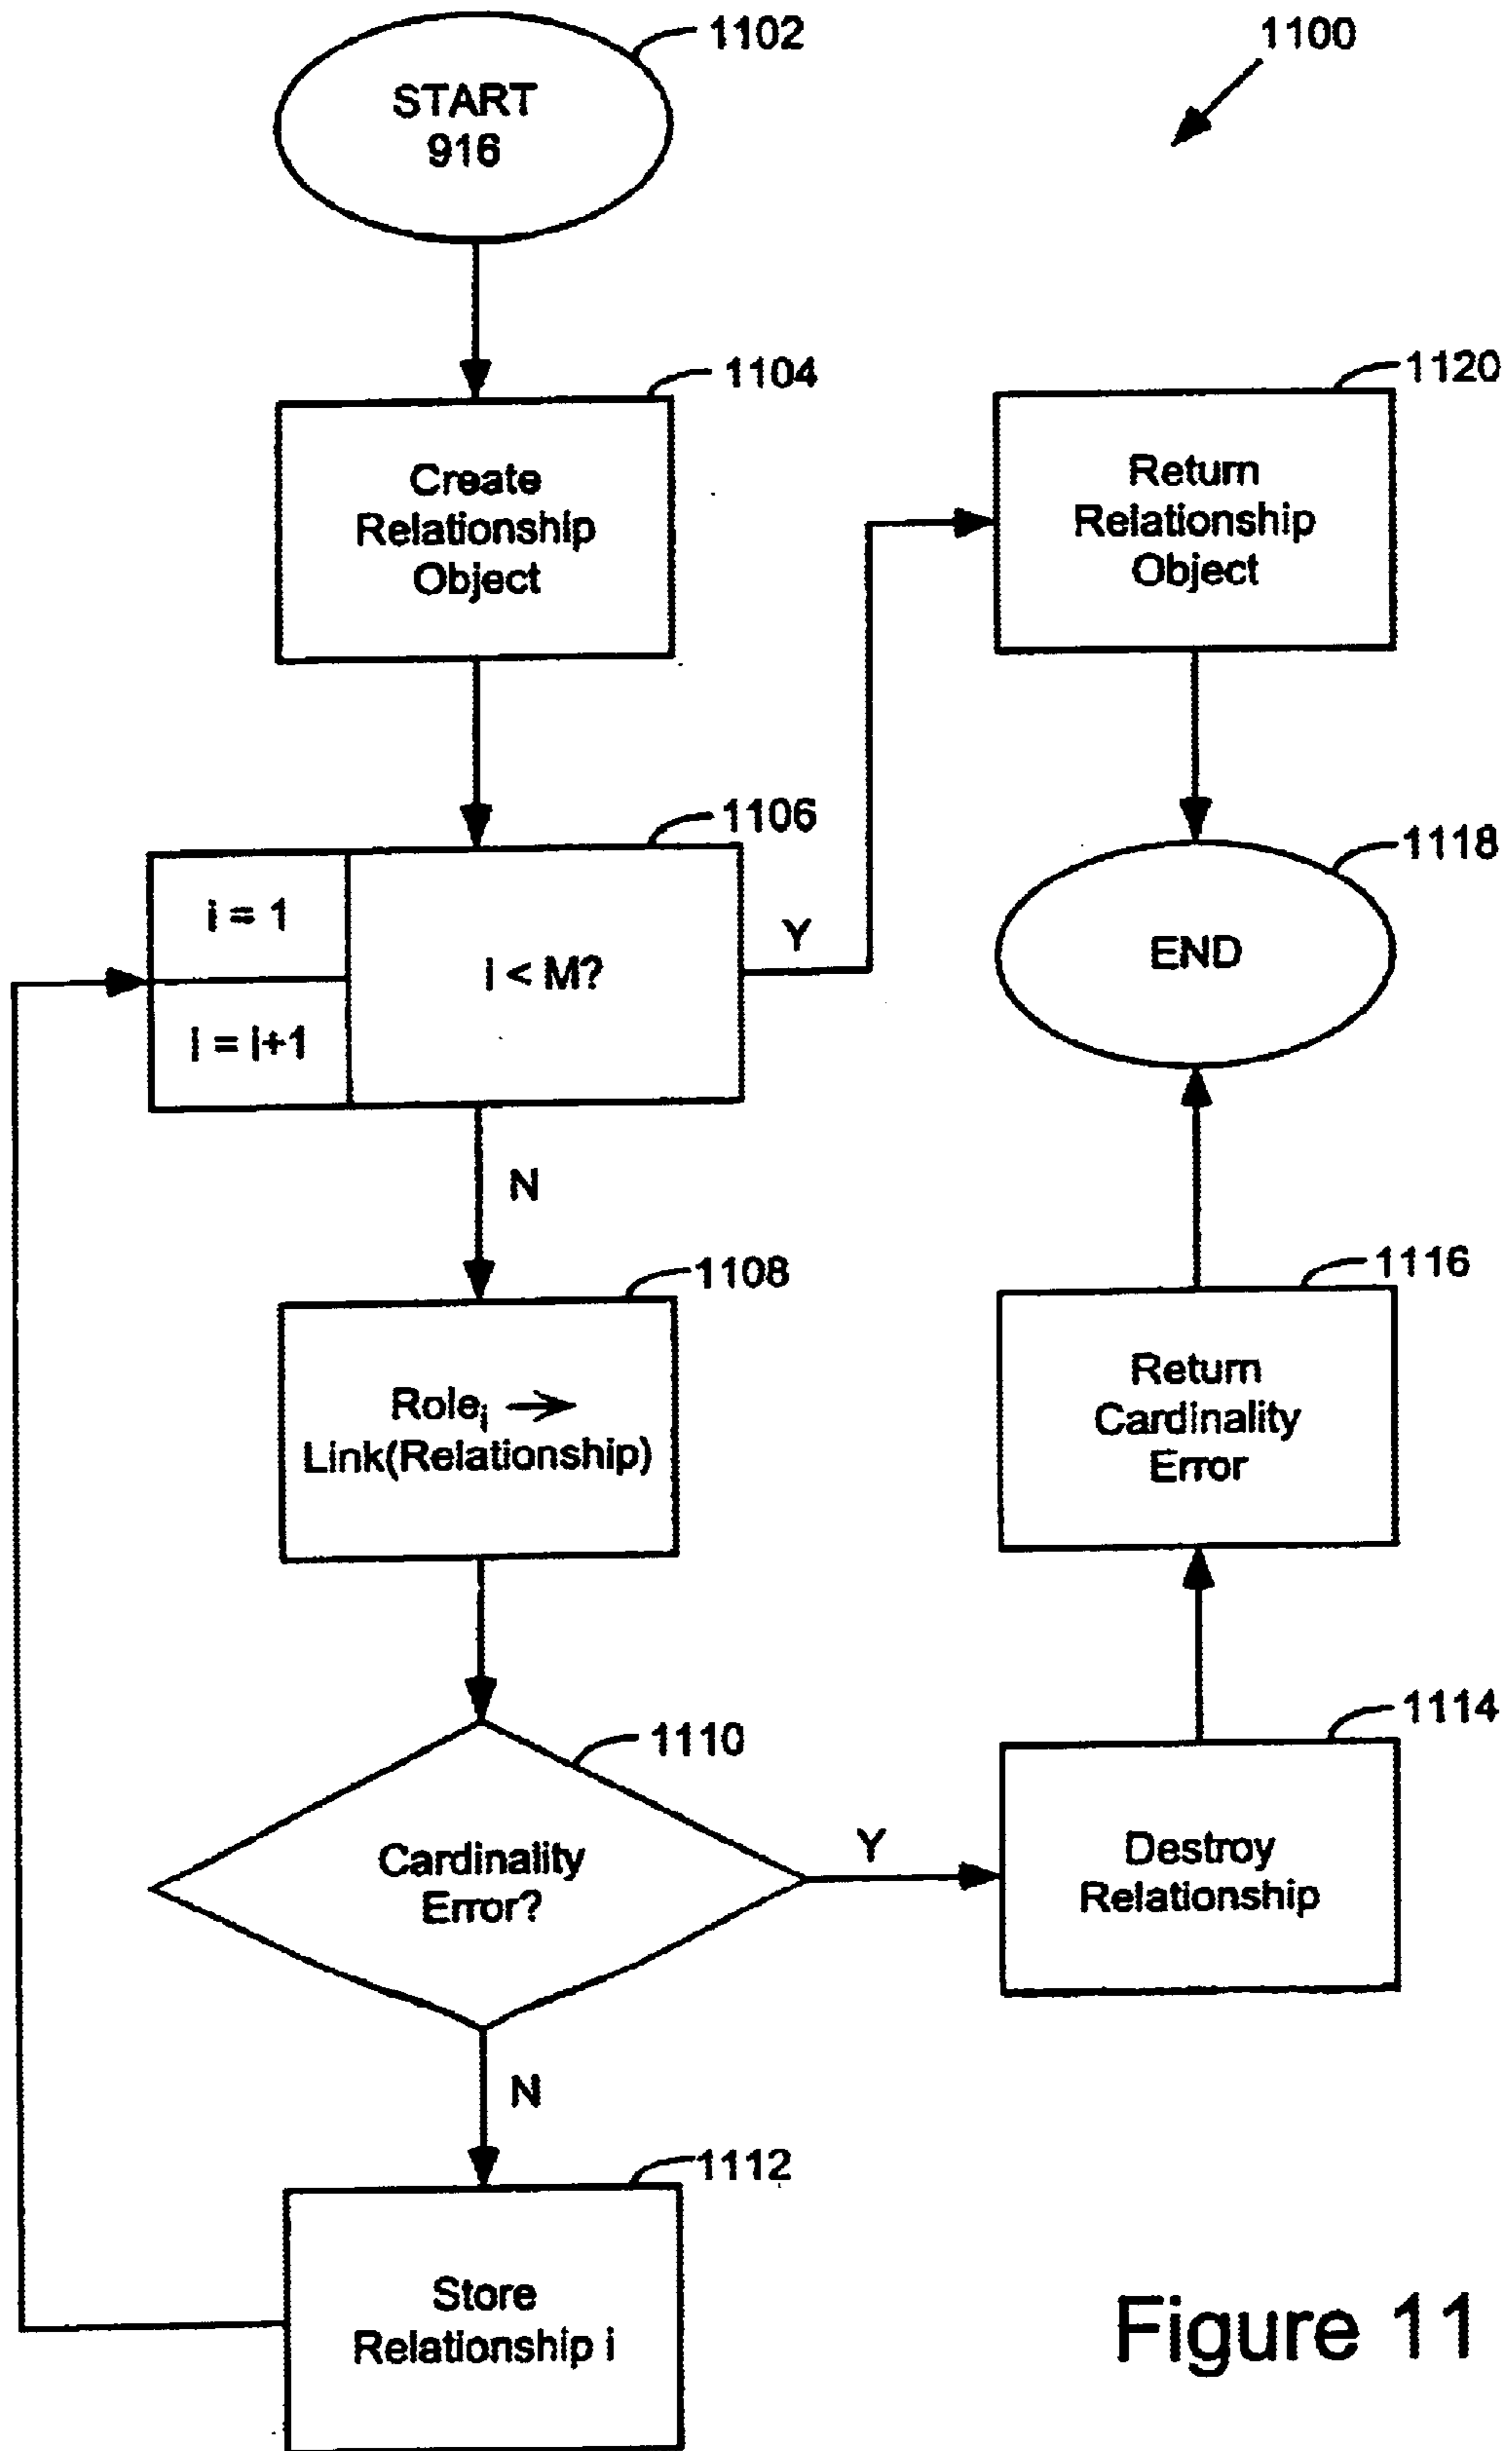 1102
1100
START
916
1104
Create
Relationship
Object
1120
Return
Relationship
Object
1106
i = 1
i = i+1
i < M?
Y
N
1118
END
1108
Rolei →
Link(Relationship)
1116
Return
Cardinality
Error
1110
Cardinality
Error?
Y
N
1114
Destroy
Relationship
1112
Store
Relationship i
Figure 11